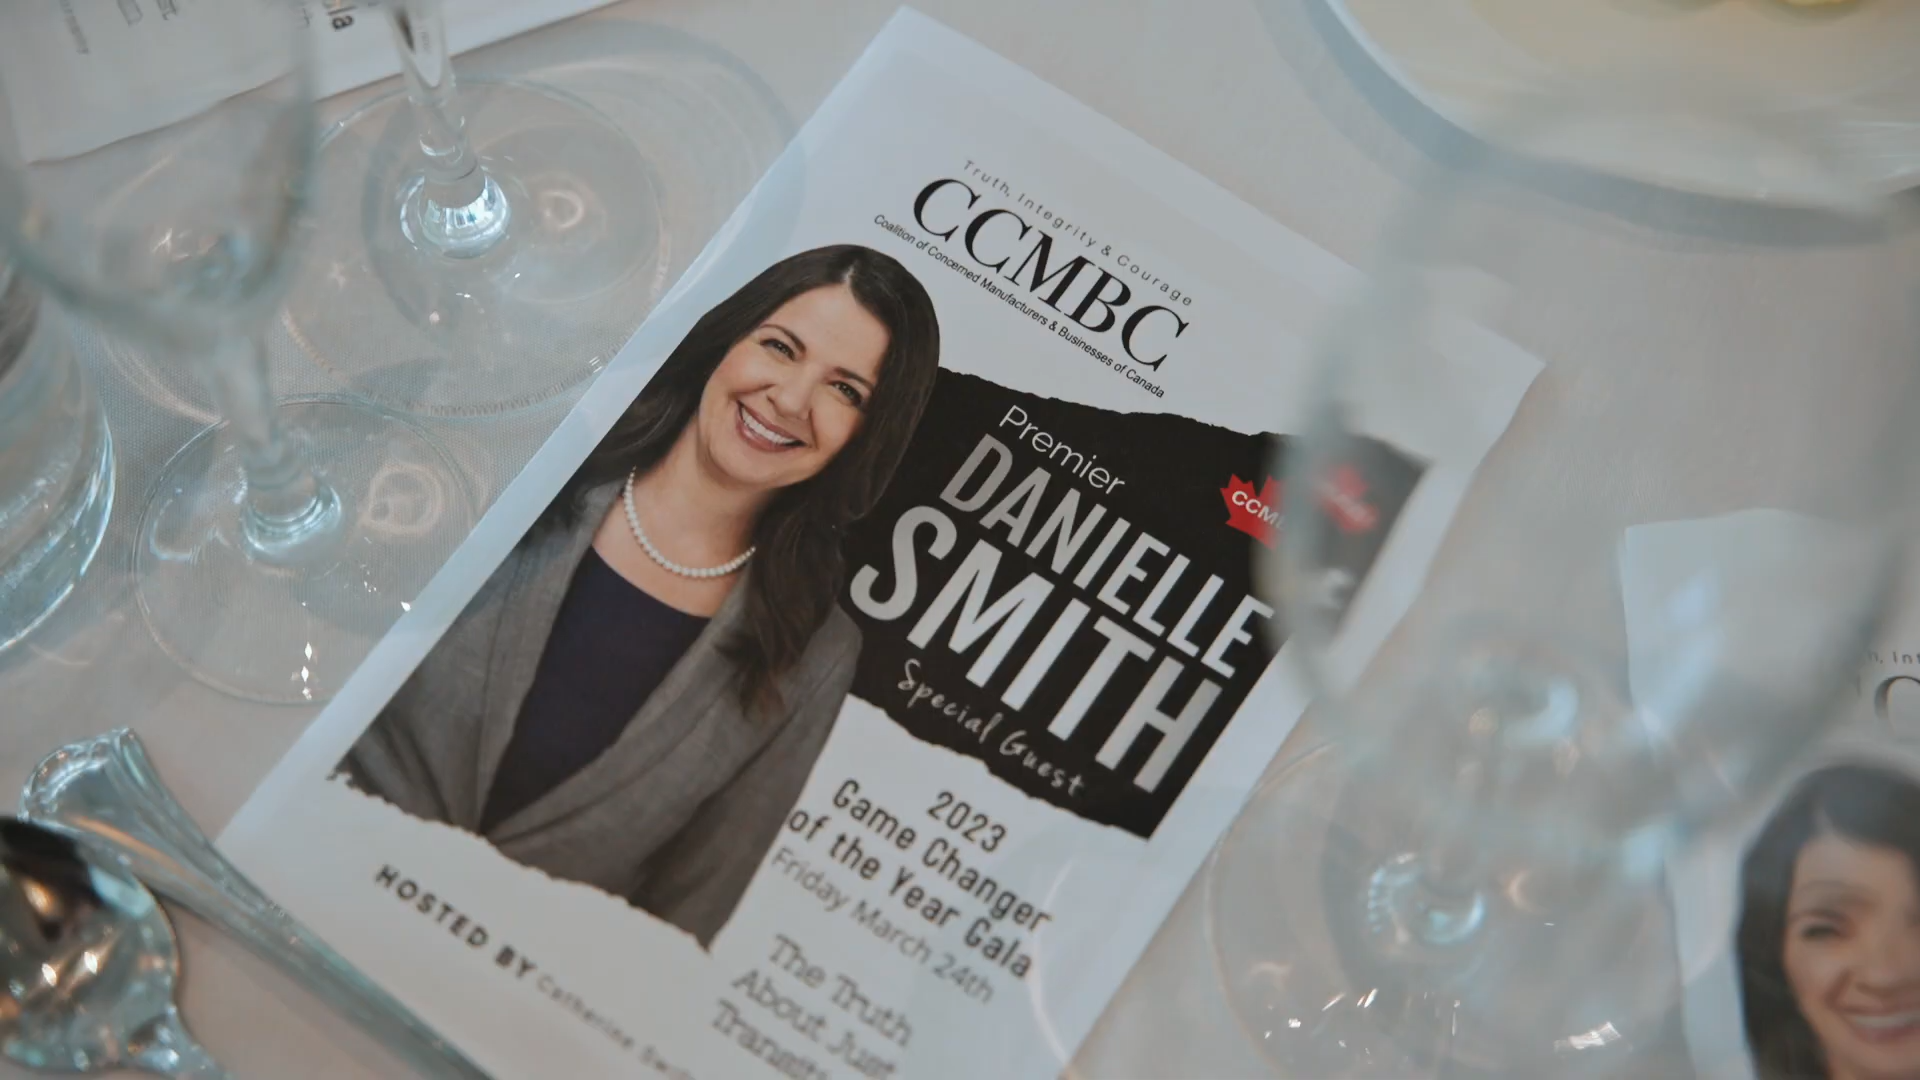 Truth, Integrity & Courage
CCMBC
Coalition of Concerned Manufacturers & Businesses of Canada
Premier
DANIELLE
SMITH
Special Guest
2023
Game Changer
of the Year Gala
Friday March 24th
The Truth
About Just
HOSTED BY Catherine